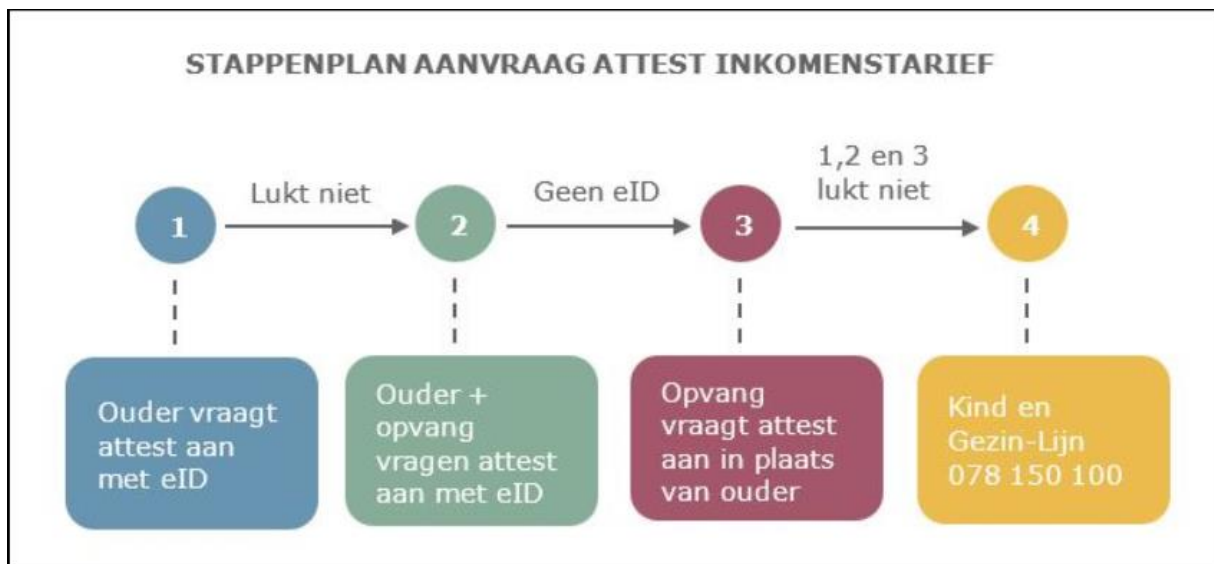 STAPPENPLAN AANVRAAG ATTEST INKOMENSTARIEF
1
Lukt niet
2
Geen eID
3
1,2 en 3
lukt niet
4
Ouder vraagt
attest aan
met eID
Ouder +
opvang
vragen attest
aan met eID
Opvang
vraagt attest
aan in plaats
van ouder
Kind en
Gezin-Lijn
078 150 100